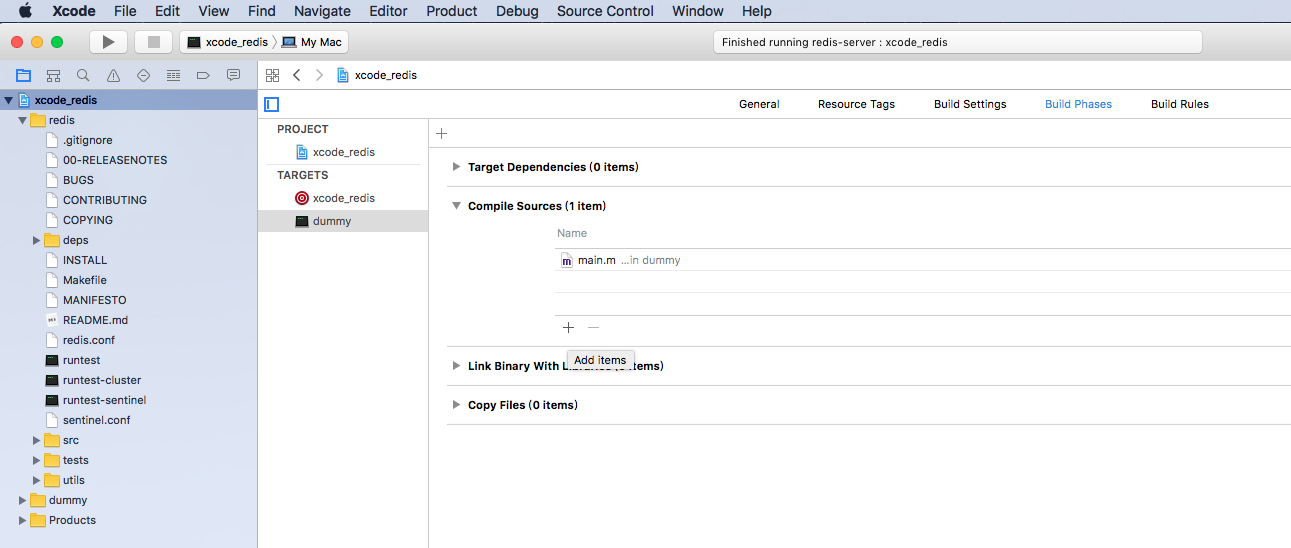 Xcode File Edit View Find Navigate Editor Product Debug Source Control Window Help
xcode_redis My Mac Finished running redis-server : xcode_redis
xcode_redis
xcode_redis
redis
.gitignore
00-RELEASENOTES
BUGS
CONTRIBUTING
COPYING
deps
INSTALL
Makefile
MANIFESTO
README.md
redis.conf
runtest
runtest-cluster
runtest-sentinel
sentinel.conf
src
tests
utils
dummy
Products
General Resource Tags Build Settings Build Phases Build Rules
PROJECT
xcode_redis
TARGETS
xcode_redis
dummy
Target Dependencies (0 items)
Compile Sources (1 item)
Name
main.m ...in dummy
Add items
Link Binary With items)
Copy Files (0 items)